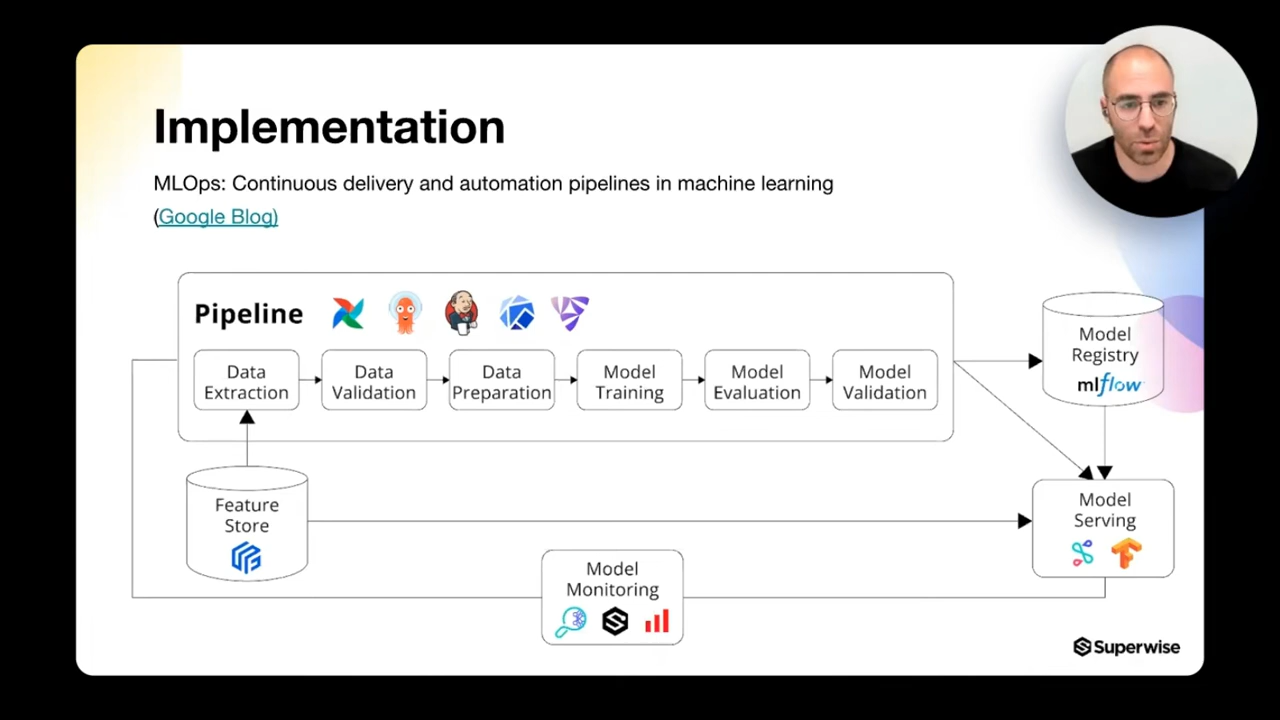 Implementation
MLOps: Continuous delivery and automation pipelines in machine learning
(Google Blog)
Pipeline
Data
Extraction
Data
Validation
Data
Preparation
Model
Training
Model
Evaluation
Model
Validation
Model
Registry
mlflow
Feature
Store
Model
Serving
Model
Monitoring
Superwise